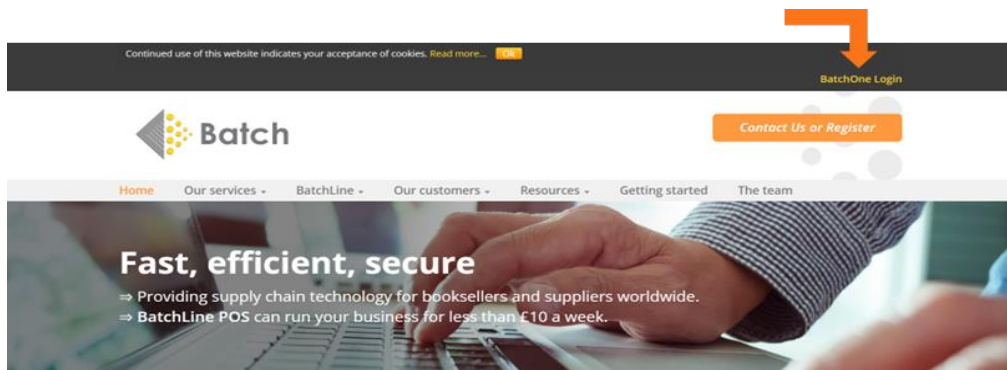 Continued use of this website indicates your acceptance of cookies. Read more... Ok
BatchOne Login
Batch
Contact Us or Register
Home Our services BatchLine Our customers Resources Getting started The team
Fast, efficient, secure
⇒ Providing supply chain technology for booksellers and suppliers worldwide.
⇒ BatchLine POS can run your business for less than £10 a week.